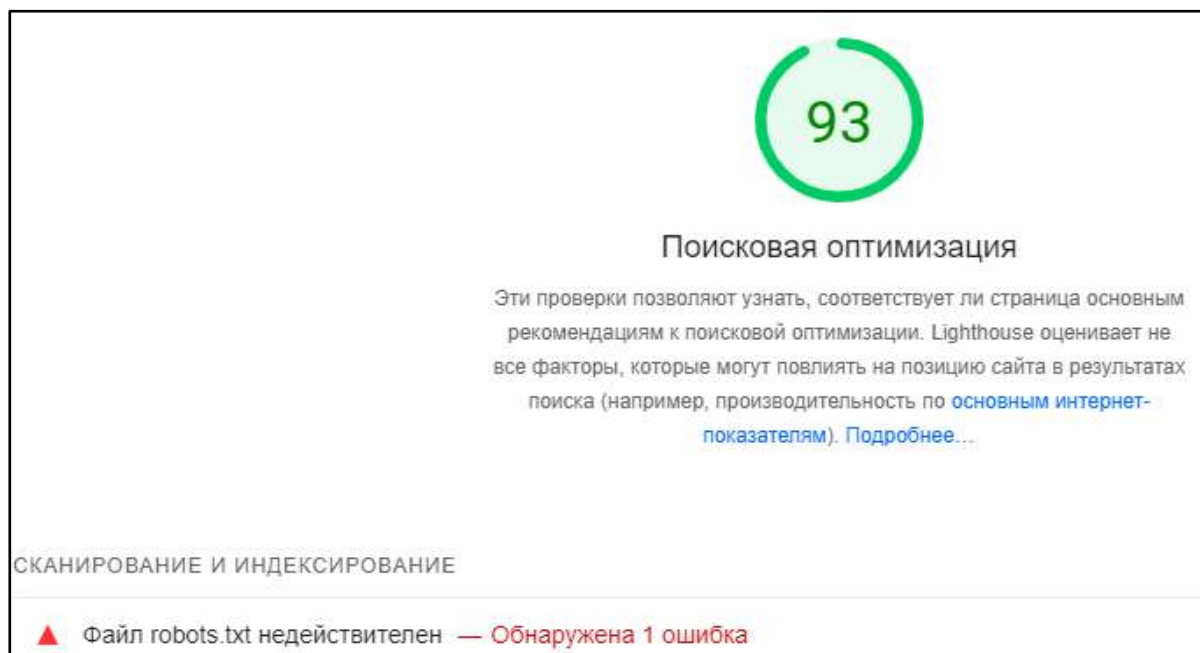 93
Поисковая оптимизация
Эти проверки позволяют узнать, соответствует ли страница основным
рекомендациям к поисковой оптимизации. Lighthouse оценивает не
все факторы, которые могут повлиять на позицию сайта в результатах
поиска (например, производительность по основным интернет-
показателям). Подробнее…
СКАНИРОВАНИЕ И ИНДЕКСИРОВАНИЕ
Файл robots.txt недействителен — Обнаружена 1 ошибка